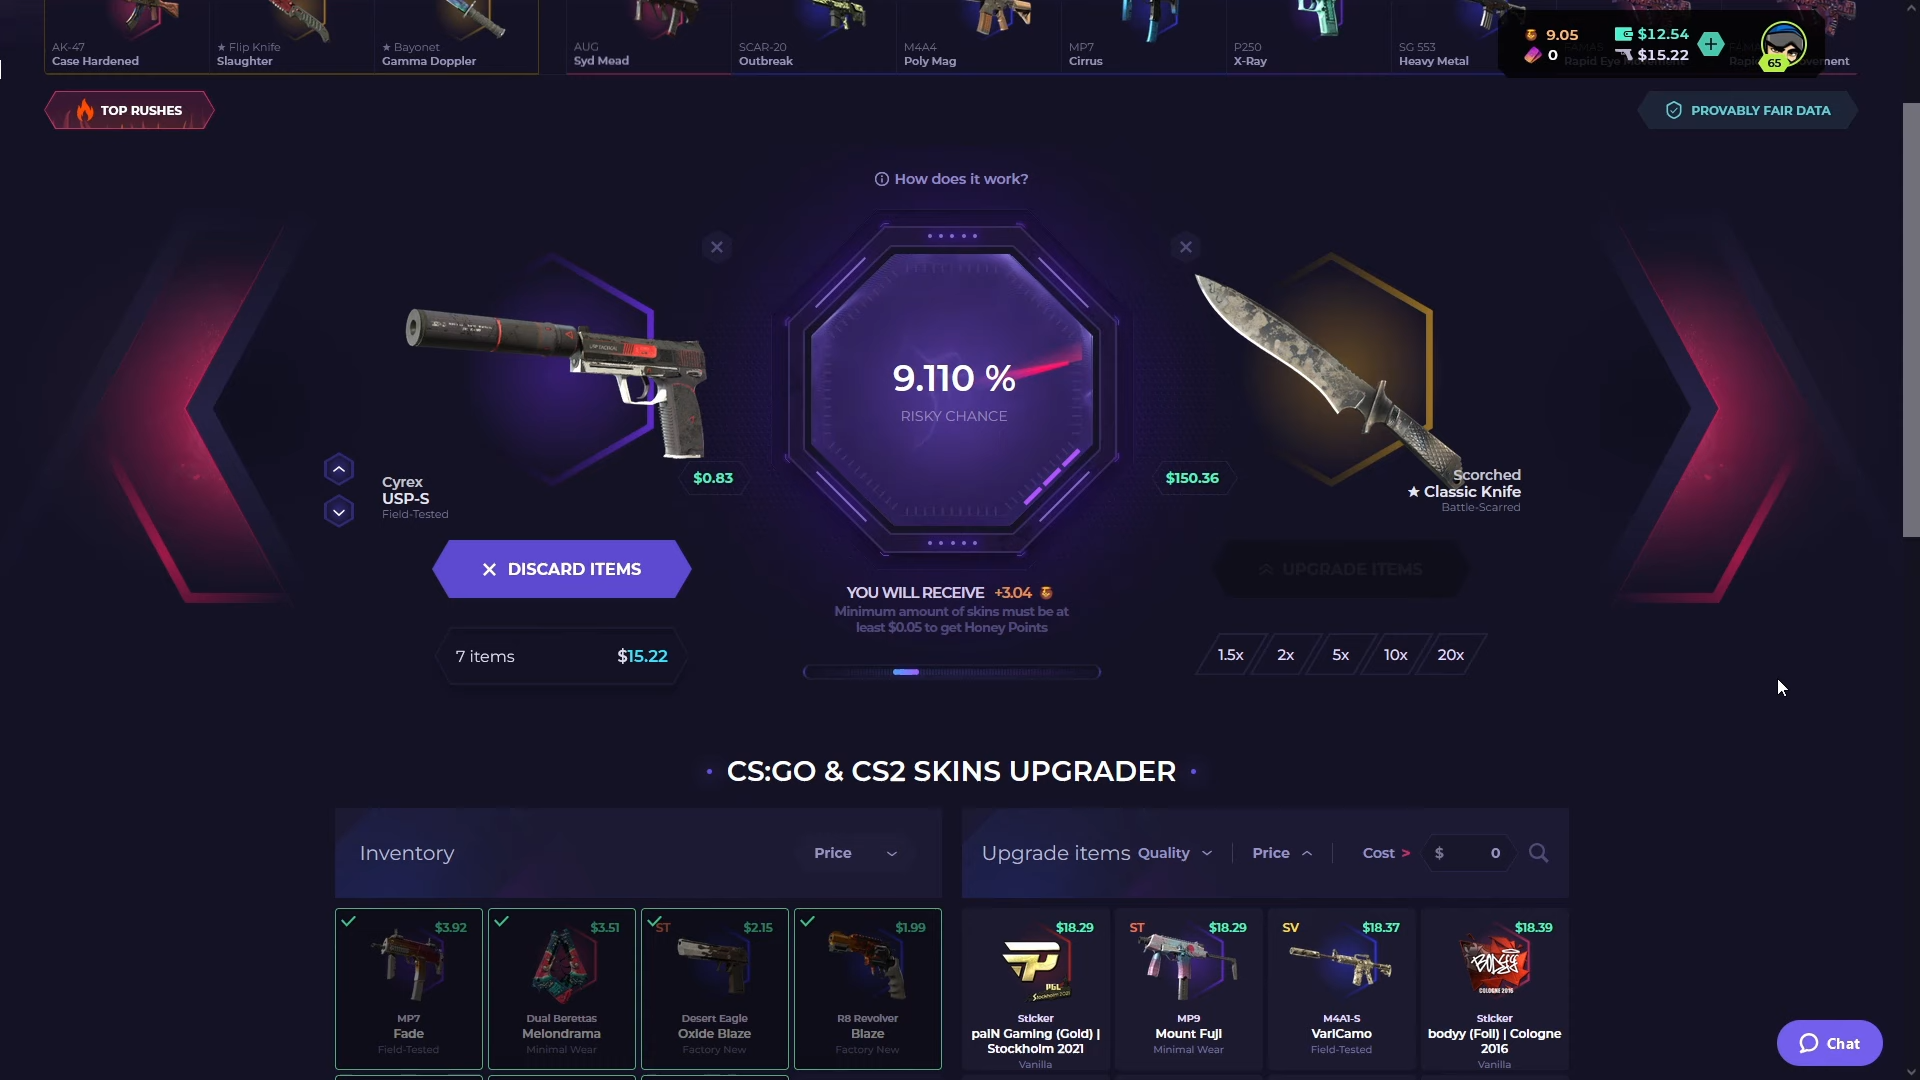 AK-47
Case Hardened
★ Flip Knife
Slaughter
★ Bayonet
Gamma Doppler
AUG
Syd Mead
SCAR-20
Outbreak
M4A4
Poly Mag
MP7
Cirrus
P250
X-Ray
SG 553
Heavy Metal
9.05
$12.54
0
$15.22
65
TOP RUSHES
PROVABLY FAIR DATA
How does it work?
9.110 %
RISKY CHANCE
Cyrex
USP-S
Field-Tested
$0.83
$150.36
Scorched
★ Classic Knife
Battle-Scarred
DISCARD ITEMS
UPGRADE ITEMS
YOU WILL RECEIVE +3.04
Minimum amount of skins must be at
least $0.05 to get Honey Points
7 items $15.22
1.5x 2x 5x 10x 20x
CS:GO & CS2 SKINS UPGRADER
Inventory
Price
Upgrade items
Quality
Price
Cost >
$ 0
$3.92
MP7
Fade
Field-Tested
$3.51
Dual Berettas
Melondrama
Minimal Wear
ST
$2.15
Desert Eagle
Oxide Blaze
Factory New
$1.99
R8 Revolver
Blaze
Factory New
$18.29
Sticker
paiN Gaming (Gold) |
Stockholm 2021
Vanilla
ST
$18.29
MP9
Mount Fuji
Minimal Wear
SV
$18.37
M4A1-S
VariCamo
Field-Tested
$18.39
BODYY
COLOGNE 2016
Sticker
bodyy (Foil) | Cologne
2016
Vanilla
Chat